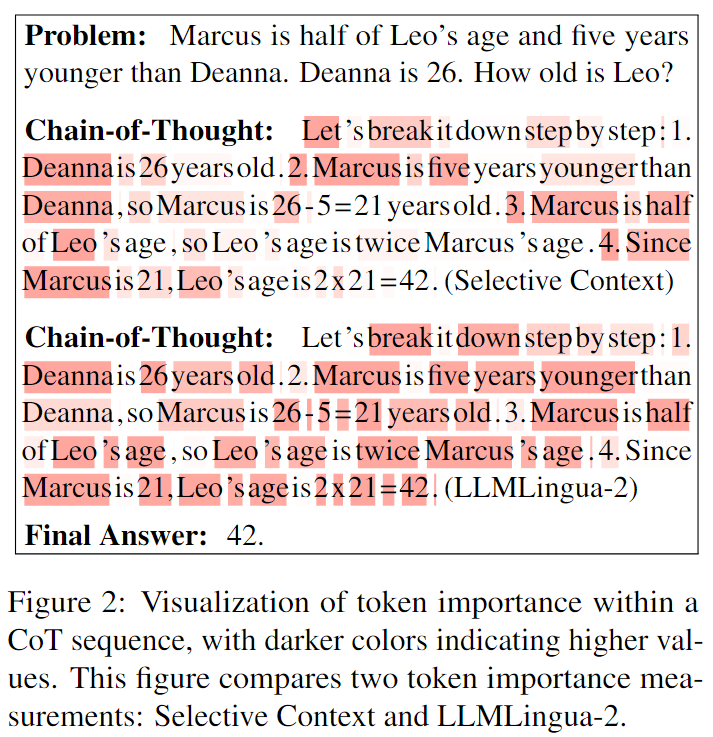 Problem: Marcus is half of Leo's age and five years
younger than Deanna. Deanna is 26. How old is Leo?
Chain-of-Thought: Let's break it down step by step: 1.
Deanna is 26 years old. 2. Marcus is five years younger than
Deanna, so Marcus is 26-5=21 years old. 3. Marcus is half
of Leo's age, so Leo's age is twice Marcus's age. 4. Since
Marcus is 21, Leo's age is 2x21=42. (Selective Context)
Chain-of-Thought: Let's break it down step by step: 1.
Deanna is 26 years old. 2. Marcus is five years younger than
Deanna, so Marcus is 26-5=21 years old. 3. Marcus is half
of Leo's age, so Leo's age is twice Marcus's age. 4. Since
Marcus is 21, Leo's age is 2x21=42. (LLMLingua-2)
Final Answer: 42.
Figure 2: Visualization of token importance within a
CoT sequence, with darker colors indicating higher val-
ues. This figure compares two token importance mea-
surements: Selective Context and LLMLingua-2.